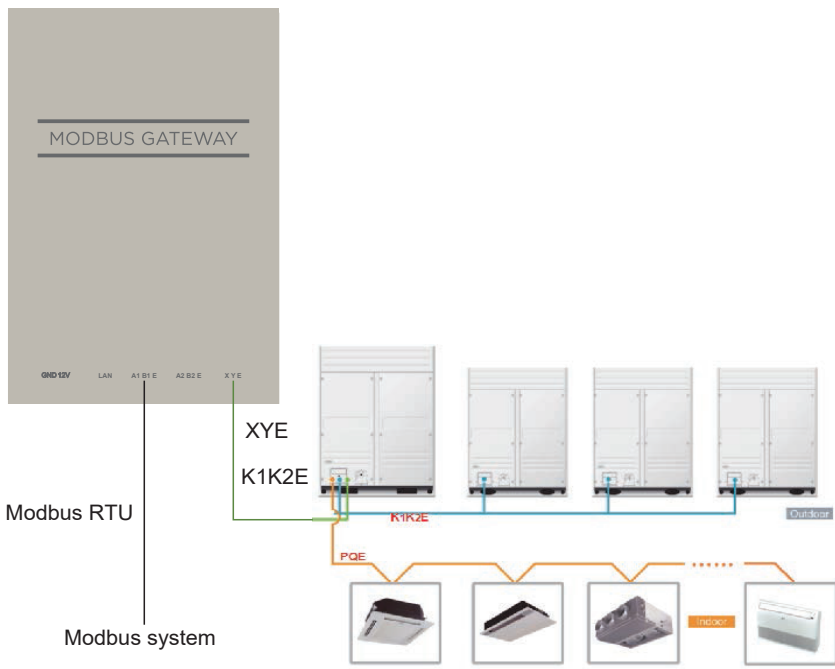 MODBUS GATEWAY
GND 12V LAN A1 B1 E A2 B2 E X Y E
XYE
K1K2E
Modbus RTU
K1K2E
Outdoor
PQE
Indoor
Modbus system